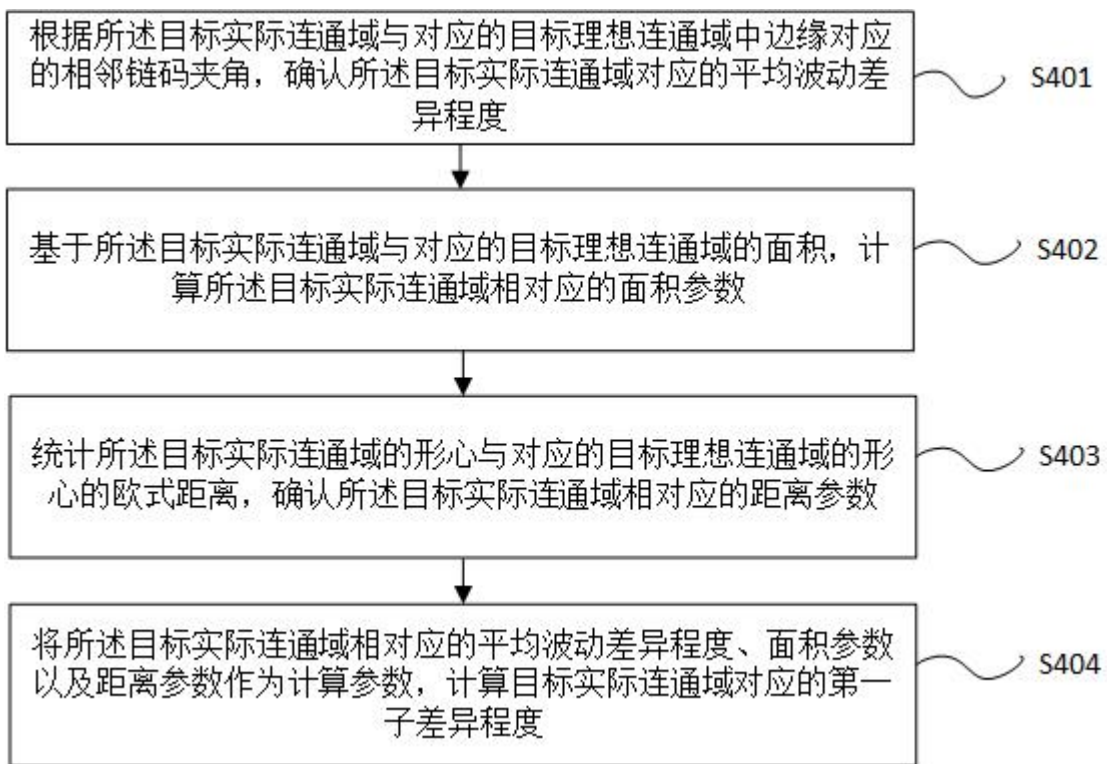 根据所述目标实际连通域与对应的目标理想连通域中边缘对应
的相邻链码夹角，确认所述目标实际连通域对应的平均波动差
异程度
S401
基于所述目标实际连通域与对应的目标理想连通域的面积，计
算所述目标实际连通域相对应的面积参数
S402
统计所述目标实际连通域的形心与对应的目标理想连通域的形
心的欧式距离，确认所述目标实际连通域相对应的距离参数
S403
将所述目标实际连通域相对应的平均波动差异程度、面积参数
以及距离参数作为计算参数，计算目标实际连通域对应的第一
子差异程度
S404